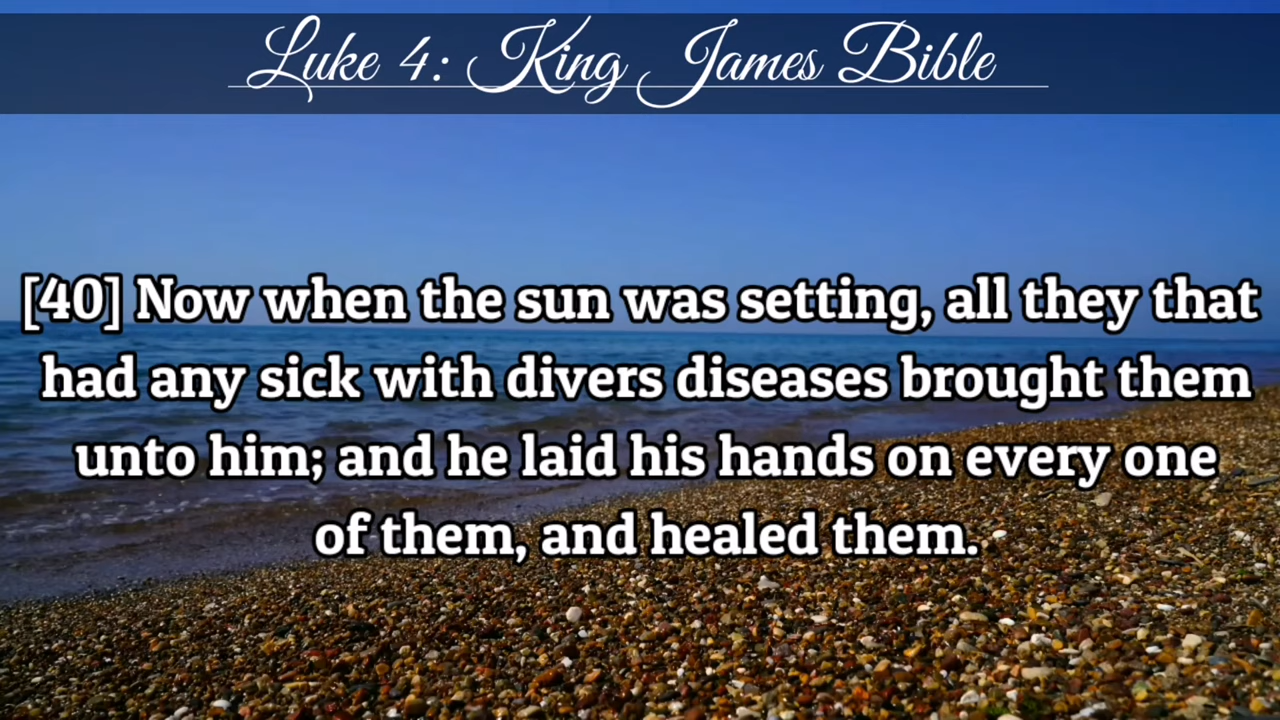 Luke 4: King James Bible
[40] Now when the sun was setting, all they that
had any sick with divers diseases brought them
unto him; and he laid his hands on every one
of them, and healed them.